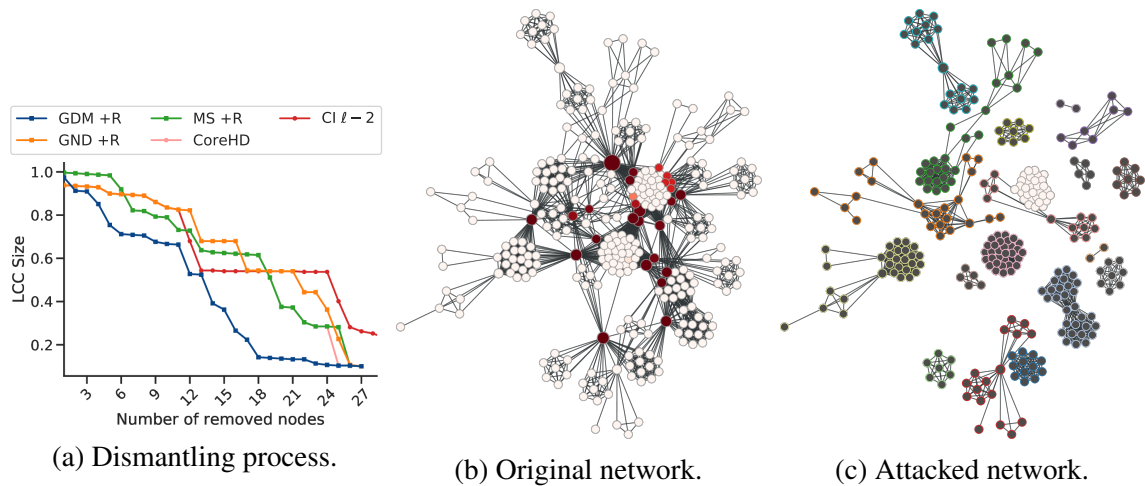 GDM +R
MS +R
CI ℓ − 2
GND +R
CoreHD
LCC Size
1.0
0.8
0.6
0.4
0.2
3 6 9 12 15 18 21 24 27
Number of removed nodes
(a) Dismantling process.
(b) Original network.
(c) Attacked network.